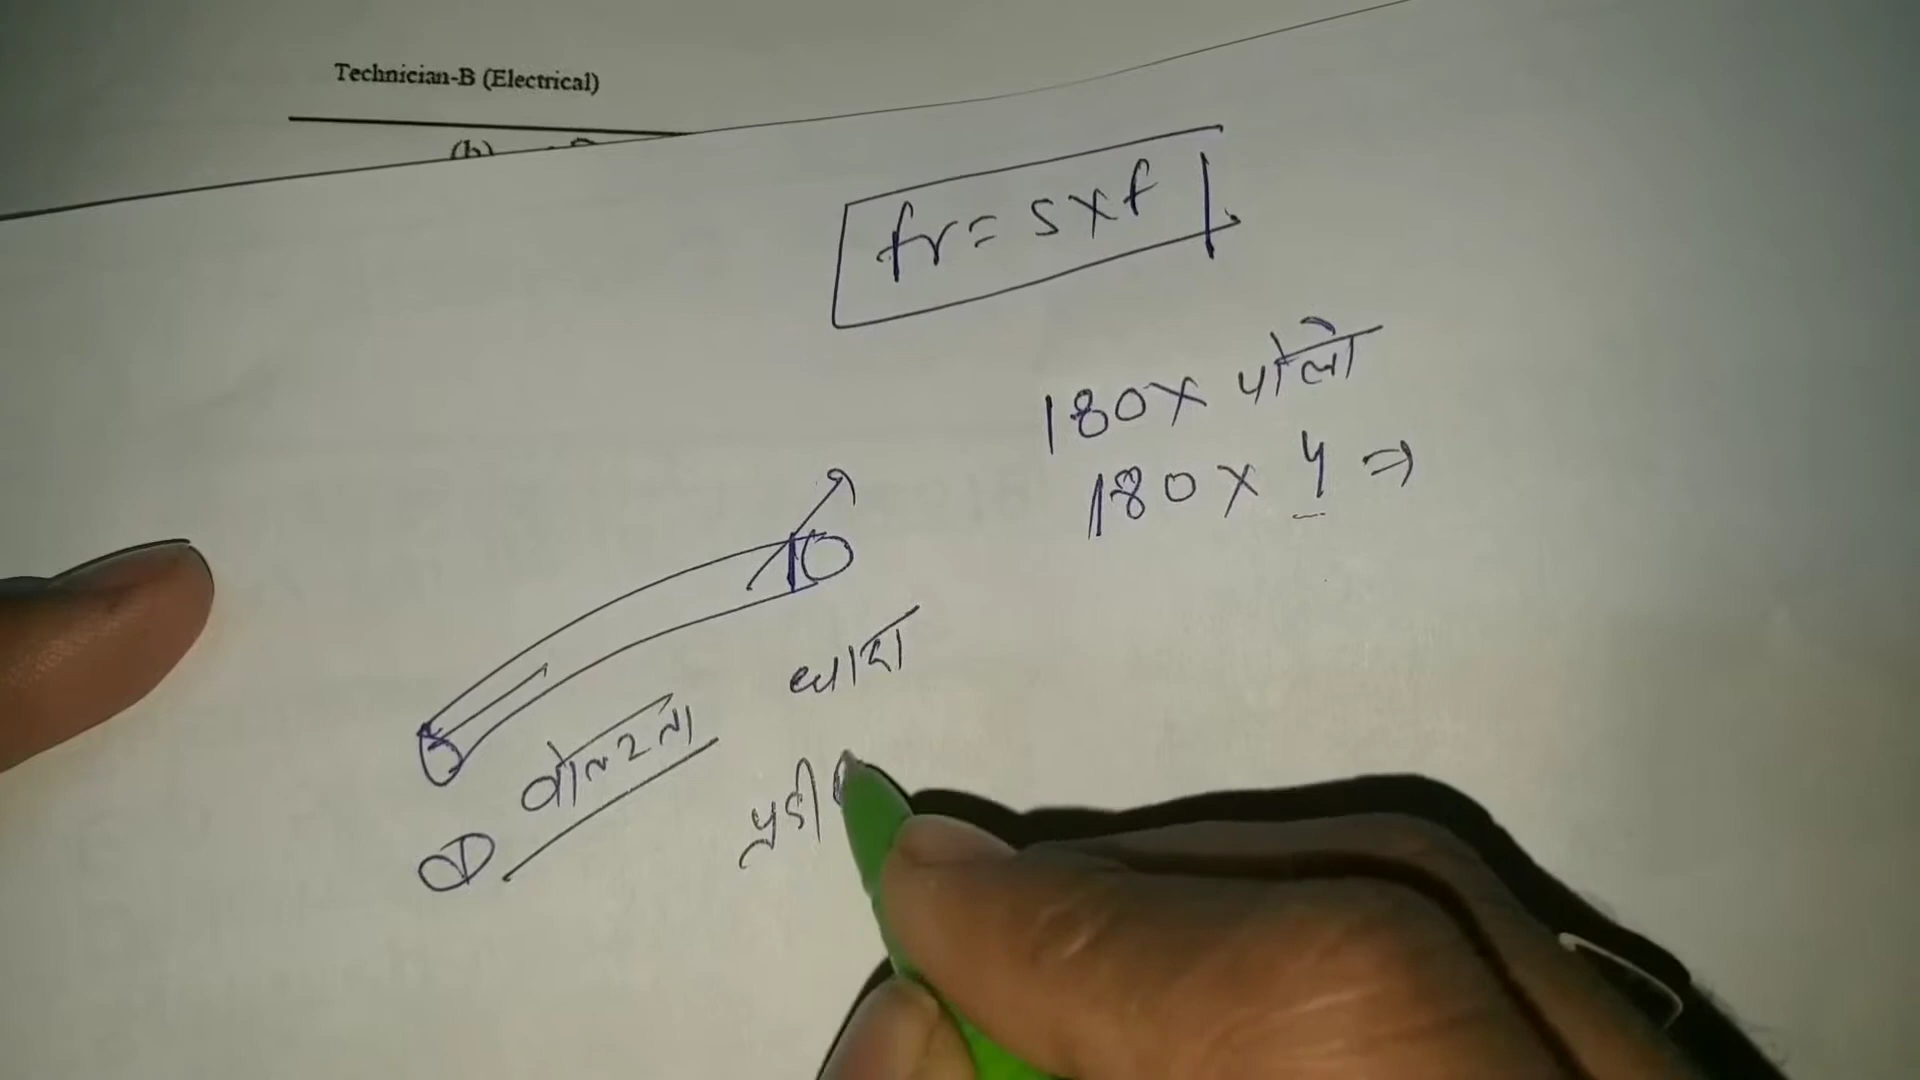 Technician-B (Electrical)
(b)
fr = s x f
180 x पोलो
180 x 4 ⇒
धारा
वोल्टता